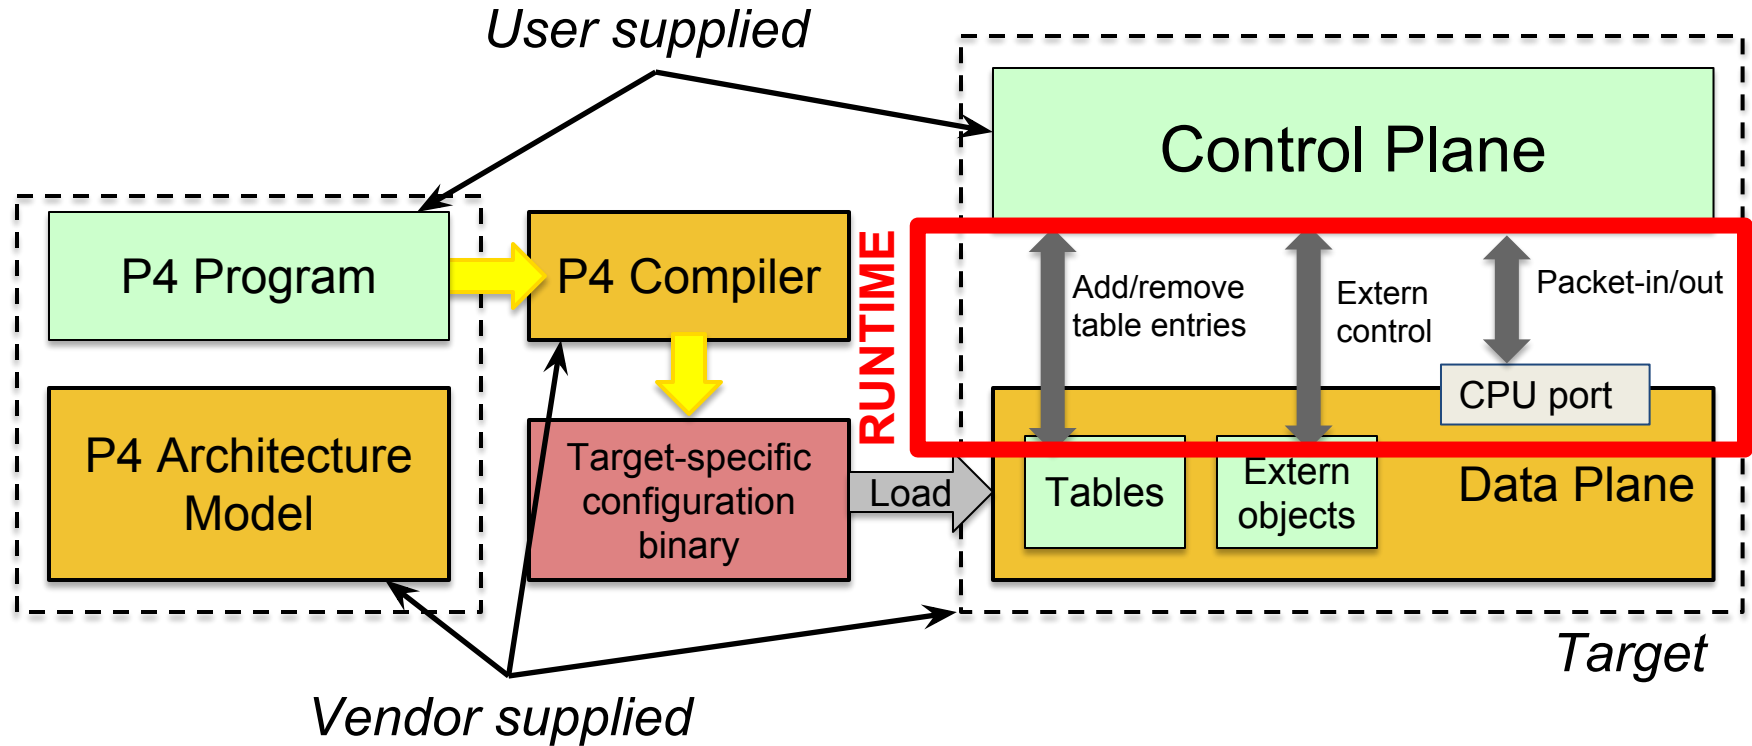 User supplied
Control Plane
P4 Program
P4 Compiler
RUNTIME
Add/remove
table entries
Extern
control
Packet-in/out
CPU port
P4 Architecture
Model
Target-specific
configuration
binary
Load
Tables
Extern
objects
Data Plane
Target
Vendor supplied